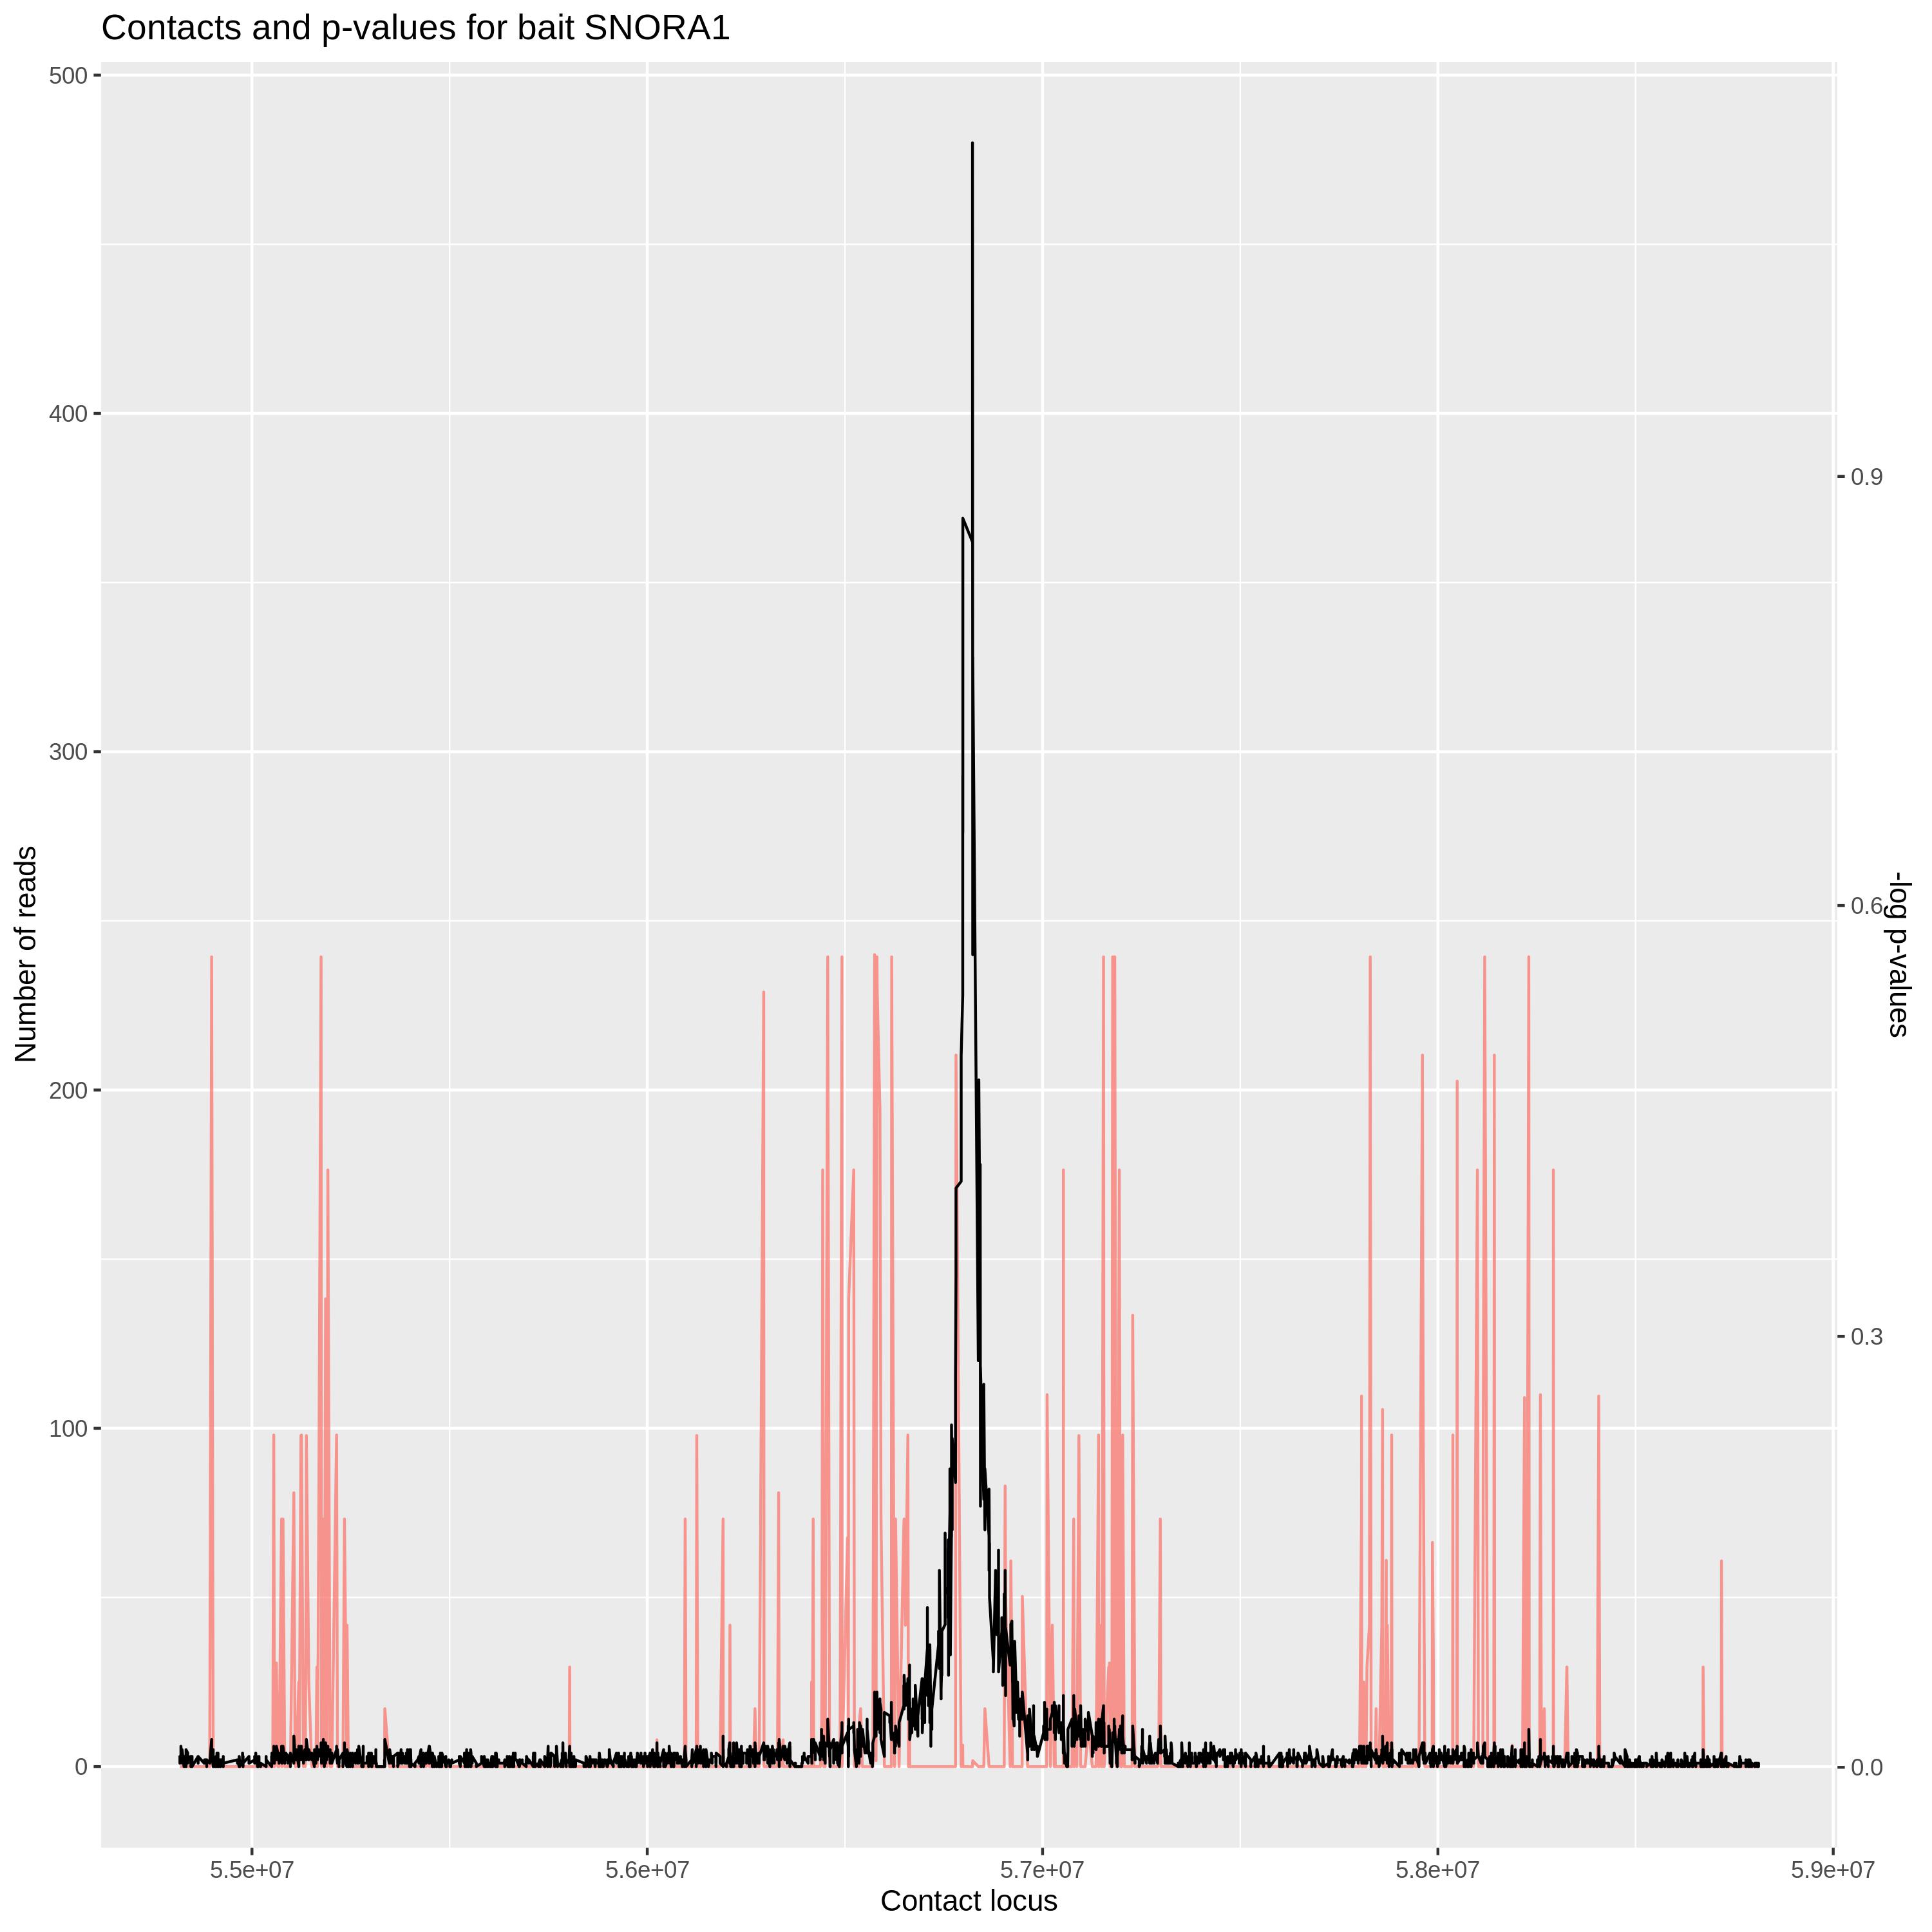 Contacts and p-values for bait SNORA1
500
400
300
200
100
0
Number of reads
0.9
0.6
0.3
0.0
-log p-values
5.5e+07
5.6e+07
5.7e+07
5.8e+07
5.9e+07
Contact locus